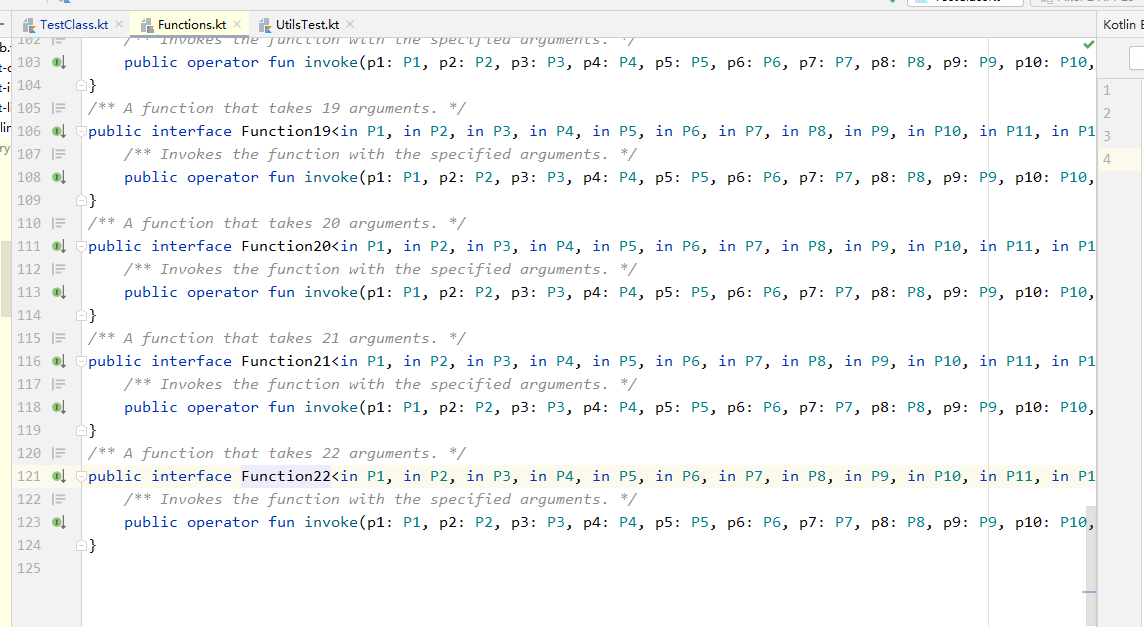 TestClass.kt Functions.kt UtilsTest.kt Kotlin
102 /** Invokes the function with the specified arguments. */
103 public operator fun invoke(p1: P1, p2: P2, p3: P3, p4: P4, p5: P5, p6: P6, p7: P7, p8: P8, p9: P9, p10: P10,
104 }
105 /** A function that takes 19 arguments. */
106 public interface Function19<in P1, in P2, in P3, in P4, in P5, in P6, in P7, in P8, in P9, in P10, in P11, in P1
107 /** Invokes the function with the specified arguments. */
108 public operator fun invoke(p1: P1, p2: P2, p3: P3, p4: P4, p5: P5, p6: P6, p7: P7, p8: P8, p9: P9, p10: P10,
109 }
110 /** A function that takes 20 arguments. */
111 public interface Function20<in P1, in P2, in P3, in P4, in P5, in P6, in P7, in P8, in P9, in P10, in P11, in P1
112 /** Invokes the function with the specified arguments. */
113 public operator fun invoke(p1: P1, p2: P2, p3: P3, p4: P4, p5: P5, p6: P6, p7: P7, p8: P8, p9: P9, p10: P10,
114 }
115 /** A function that takes 21 arguments. */
116 public interface Function21<in P1, in P2, in P3, in P4, in P5, in P6, in P7, in P8, in P9, in P10, in P11, in P1
117 /** Invokes the function with the specified arguments. */
118 public operator fun invoke(p1: P1, p2: P2, p3: P3, p4: P4, p5: P5, p6: P6, p7: P7, p8: P8, p9: P9, p10: P10,
119 }
120 /** A function that takes 22 arguments. */
121 public interface Function22<in P1, in P2, in P3, in P4, in P5, in P6, in P7, in P8, in P9, in P10, in P11, in P1
122 /** Invokes the function with the specified arguments. */
123 public operator fun invoke(p1: P1, p2: P2, p3: P3, p4: P4, p5: P5, p6: P6, p7: P7, p8: P8, p9: P9, p10: P10,
124 }
125
1
2
3
4